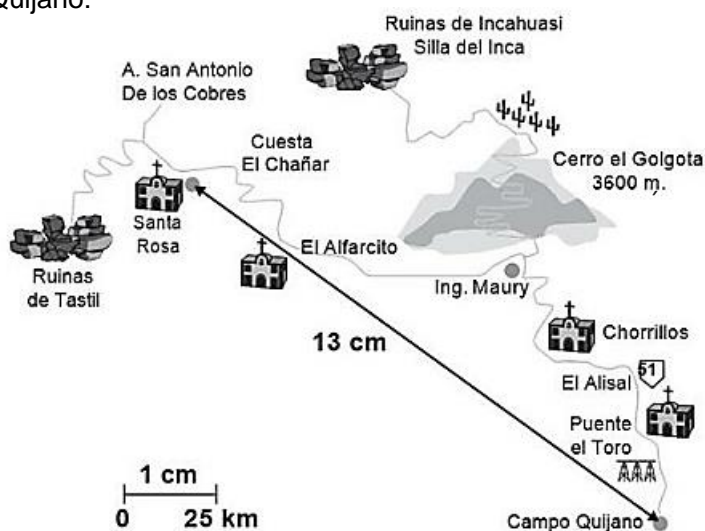 Quijano.
Ruinas de Incahuasi
Silla del Inca
A. San Antonio
De los Cobres
Cuesta
El Chañar
Cerro el Golgota
3600 m.
Santa
Rosa
El Alfarcito
Ruinas
de Tastil
Ing. Maury
13 cm
Chorrillos
51
El Alisal
Puente
el Toro
1 cm
0 25 km
Campo Quijano